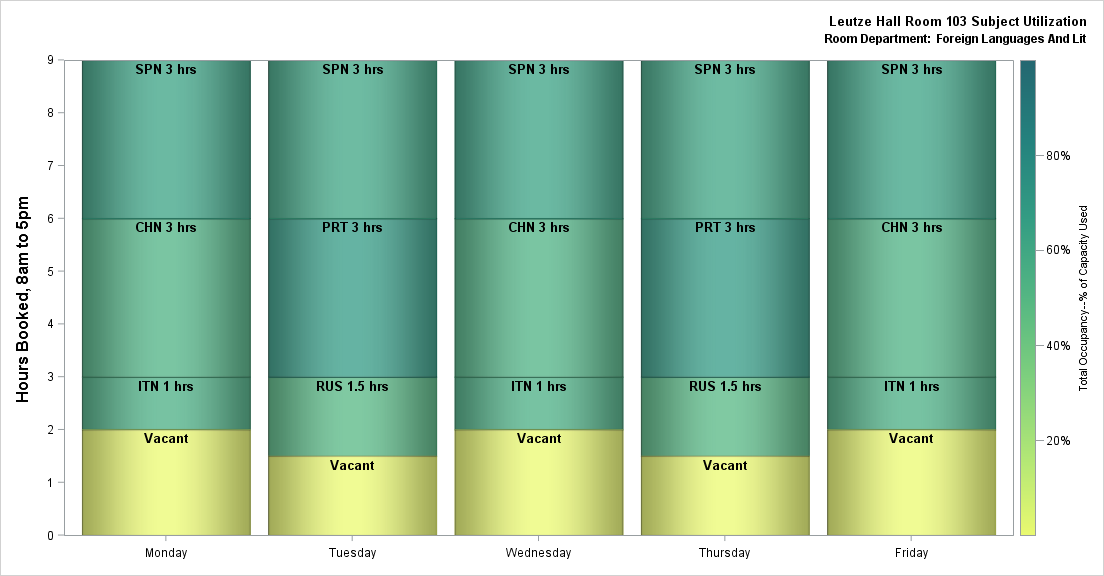 Leutze Hall Room 103 Subject Utilization
Room Department: Foreign Languages And Lit
Hours Booked, 8am to 5pm
9
8
7
6
5
4
3
2
1
0
SPN 3 hrs
CHN 3 hrs
ITN 1 hrs
Vacant
SPN 3 hrs
PRT 3 hrs
RUS 1.5 hrs
Vacant
SPN 3 hrs
CHN 3 hrs
ITN 1 hrs
Vacant
SPN 3 hrs
PRT 3 hrs
RUS 1.5 hrs
Vacant
SPN 3 hrs
CHN 3 hrs
ITN 1 hrs
Vacant
Monday
Tuesday
Wednesday
Thursday
Friday
80%
60%
40%
20%
Total Occupancy--% of Capacity Used